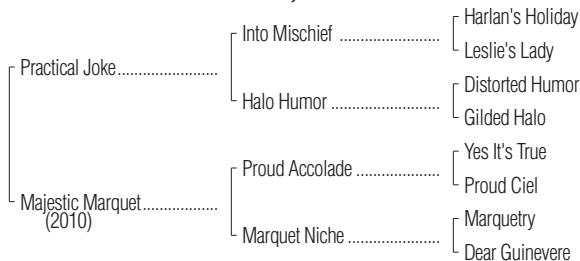 Harlan's Holiday
Into Mischief ....................
Leslie's Lady
Practical Joke.......................
Distorted Humor
Halo Humor ......................
Gilded Halo
Yes It's True
Proud Accolade .................
Proud Ciel
Majestic Marquet.................
(2010)
Marquetry
Marquet Niche ..................
Dear Guinevere